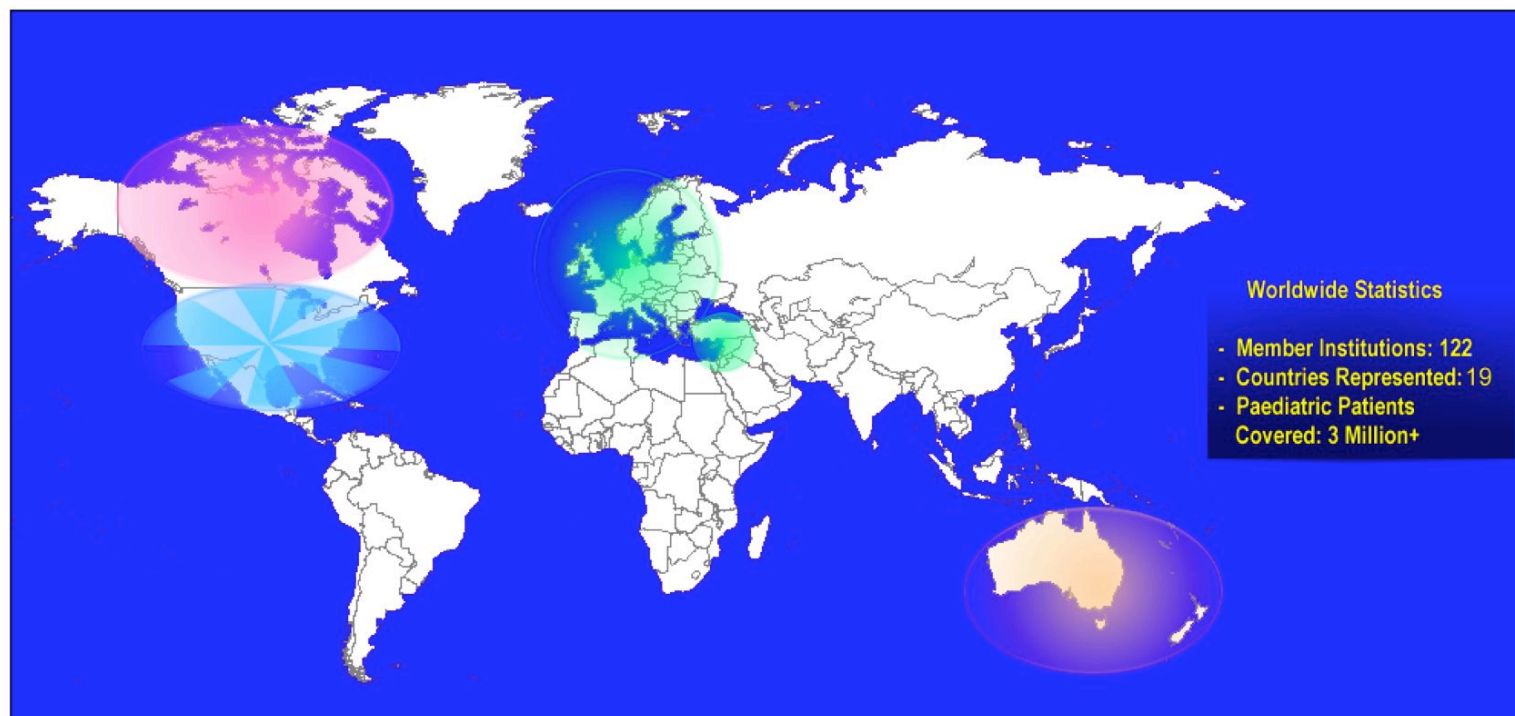 Worldwide Statistics
- Member Institutions: 122
- Countries Represented: 19
- Paediatric Patients
Covered: 3 Million+